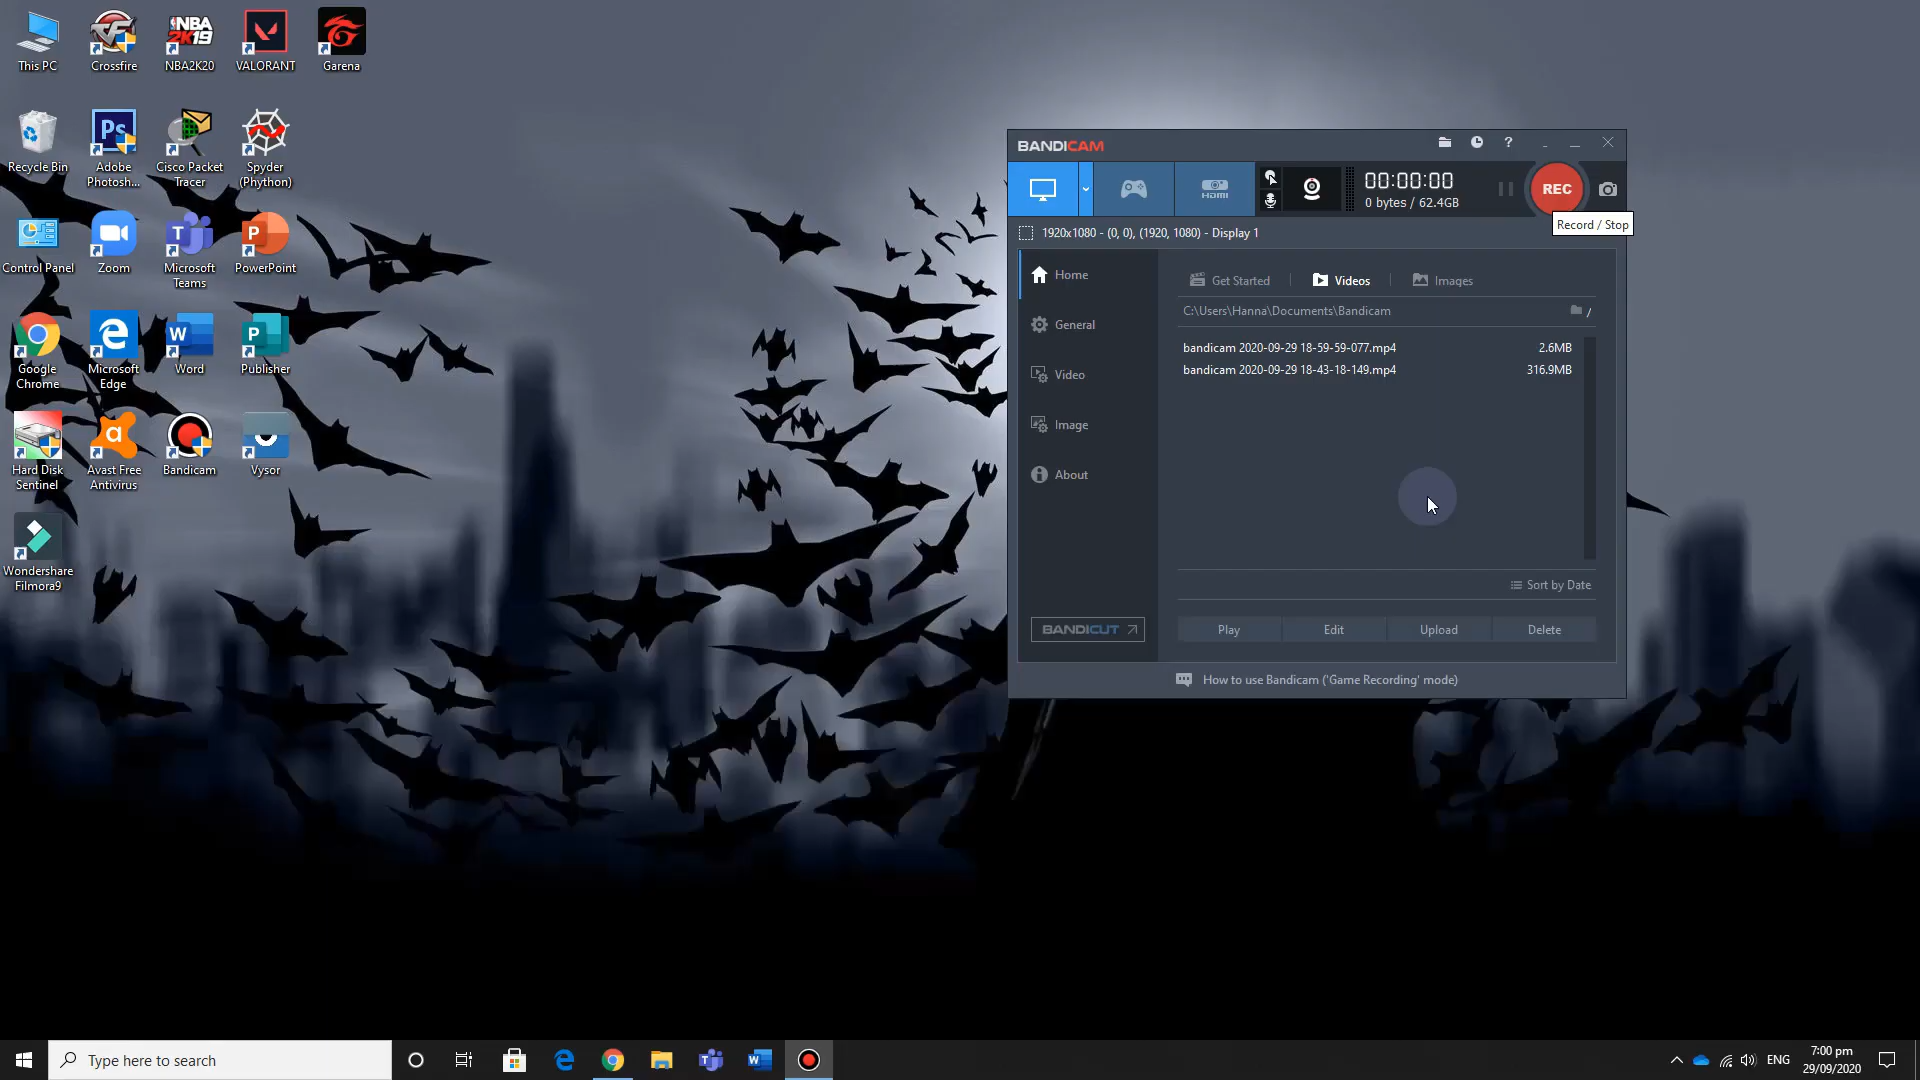 This PC
Crossfire
NBA2K20
VALORANT
Garena
Recycle Bin
Adobe
Photosh...
Cisco Packet
Tracer
Spyder
(Phython)
Control Panel
Zoom
Microsoft
Teams
PowerPoint
Google
Chrome
Microsoft
Edge
Word
Publisher
Hard Disk
Sentinel
Avast Free
Antivirus
Bandicam
Vysor
Wondershare
Filmora9
BANDICAM
HDMI
00:00:00
0 bytes / 62.4GB
REC
Record / Stop
1920x1080 - (0, 0), (1920, 1080) - Display 1
Home
General
Video
Image
About
BANDICUT
Get Started
Videos
Images
C:\Users\Hanna\Documents\Bandicam
bandicam 2020-09-29 18-59-59-077.mp4 2.6MB
bandicam 2020-09-29 18-43-18-149.mp4 316.9MB
Sort by Date
Play
Edit
Upload
Delete
How to use Bandicam ('Game Recording' mode)
Type here to search
ENG
7:00 pm
29/09/2020